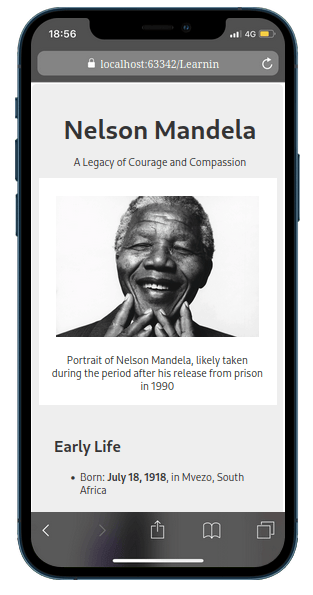 18:56
4G
localhost:63342/Learnin
Nelson Mandela
A Legacy of Courage and Compassion
Portrait of Nelson Mandela, likely taken
during the period after his release from prison
in 1990
Early Life
• Born: July 18, 1918, in Mvezo, South
Africa